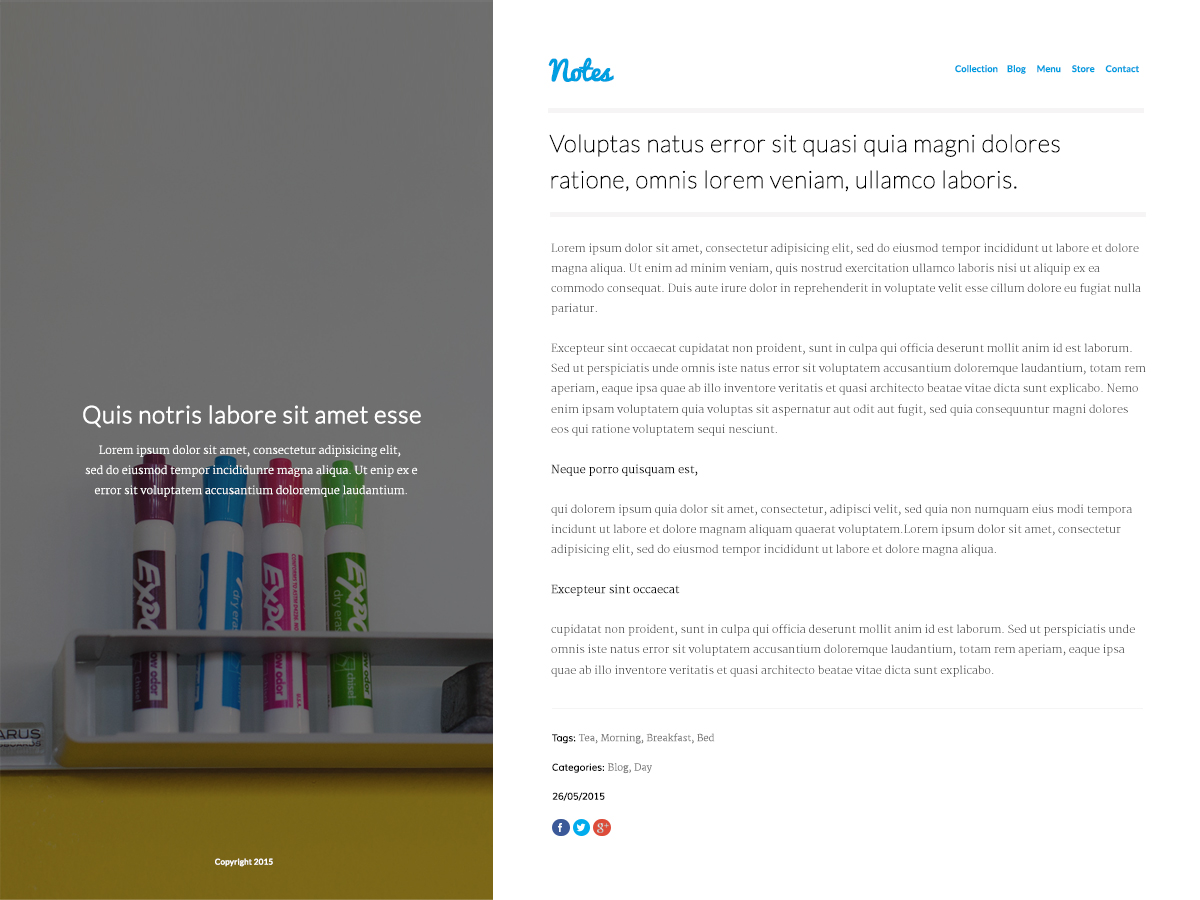 Quis notris labore sit amet esse
Lorem ipsum dolor sit amet, consectetur adipisicing elit,
sed do eiusmod tempor incididunre magna aliqua. Ut enip ex e
error sit voluptatem accusantium doloremque laudantium.
EXPO
dry eras
EXPO
dry eras
low odor
chisel
low odor
chisel
ARUS
Copyright 2015
Notes
Collection Blog Menu Store Contact
Voluptas natus error sit quasi quia magni dolores
ratione, omnis lorem veniam, ullamco laboris.
Lorem ipsum dolor sit amet, consectetur adipisicing elit, sed do eiusmod tempor incididunt ut labore et dolore
magna aliqua. Ut enim ad minim veniam, quis nostrud exercitation ullamco laboris nisi ut aliquip ex ea
commodo consequat. Duis aute irure dolor in reprehenderit in voluptate velit esse cillum dolore eu fugiat nulla
pariatur.
Excepteur sint occaecat cupidatat non proident, sunt in culpa qui officia deserunt mollit anim id est laborum.
Sed ut perspiciatis unde omnis iste natus error sit voluptatem accusantium doloremque laudantium, totam rem
aperiam, eaque ipsa quae ab illo inventore veritatis et quasi architecto beatae vitae dicta sunt explicabo. Nemo
enim ipsam voluptatem quia voluptas sit aspernatur aut odit aut fugit, sed quia consequuntur magni dolores
eos qui ratione voluptatem sequi nesciunt.
Neque porro quisquam est,
qui dolorem ipsum quia dolor sit amet, consectetur, adipisci velit, sed quia non numquam eius modi tempora
incidunt ut labore et dolore magnam aliquam quaerat voluptatem.Lorem ipsum dolor sit amet, consectetur
adipisicing elit, sed do eiusmod tempor incididunt ut labore et dolore magna aliqua.
Excepteur sint occaecat
cupidatat non proident, sunt in culpa qui officia deserunt mollit anim id est laborum. Sed ut perspiciatis unde
omnis iste natus error sit voluptatem accusantium doloremque laudantium, totam rem aperiam, eaque ipsa
quae ab illo inventore veritatis et quasi architecto beatae vitae dicta sunt explicabo.
Tags: Tea, Morning, Breakfast, Bed
Categories: Blog, Day
26/05/2015